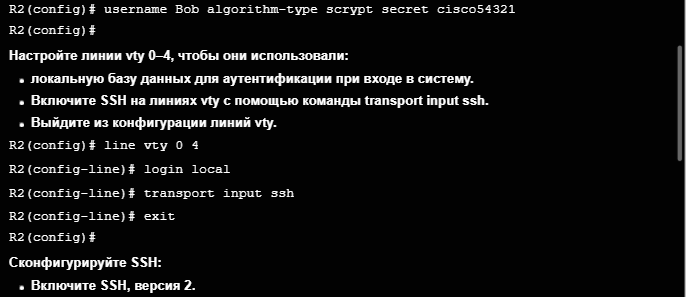 R2(config)# username Bob algorithm-type scrypt secret cisco54321
R2(config)#
Настройте линии vty 0–4, чтобы они использовали:
• локальную базу данных для аутентификации при входе в систему.
• Включите SSH на линиях vty с помощью команды transport input ssh.
• Выйдите из конфигурации линий vty.
R2(config)# line vty 0 4
R2(config-line)# login local
R2(config-line)# transport input ssh
R2(config-line)# exit
R2(config)#
Сконфигурируйте SSH:
• Включите SSH, версия 2.